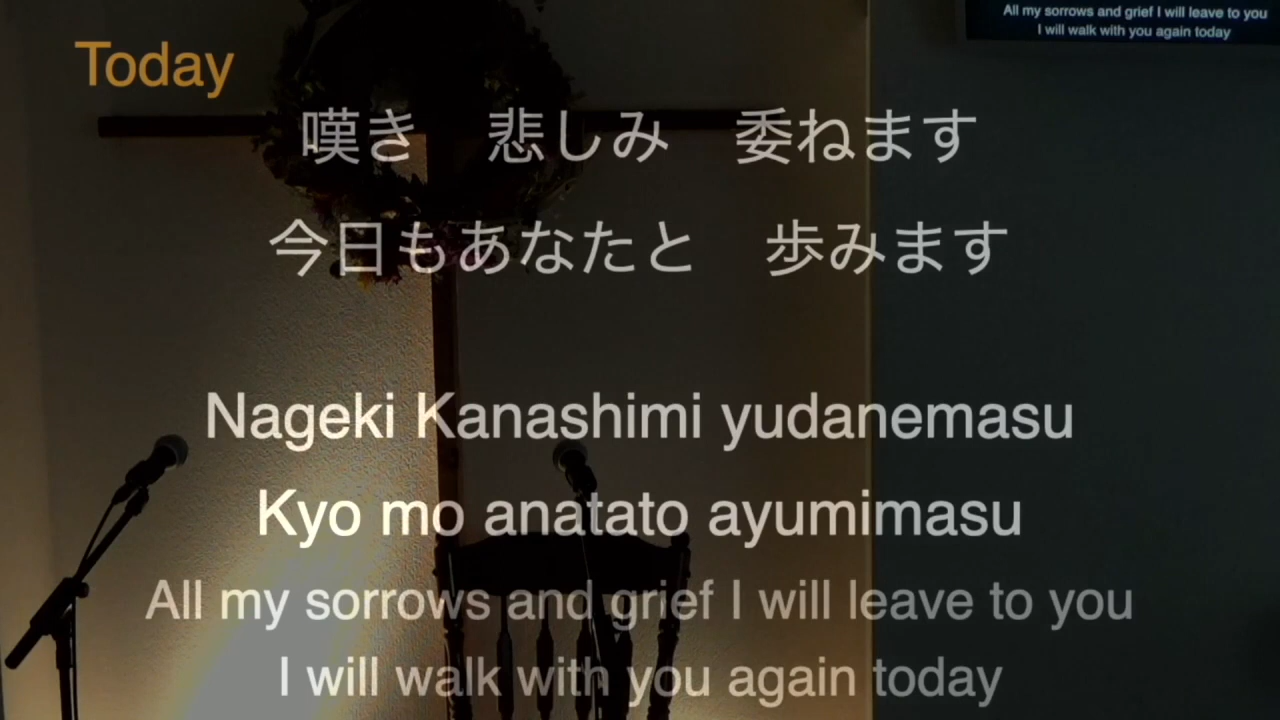 All my sorrows and grief I will leave to you
I will walk with you again today
Today
嘆き　悲しみ　委ねます
今日もあなたと　歩みます
Nageki Kanashimi yudanemasu
Kyo mo anatato ayumimasu
All my sorrows and grief I will leave to you
I will walk with you again today